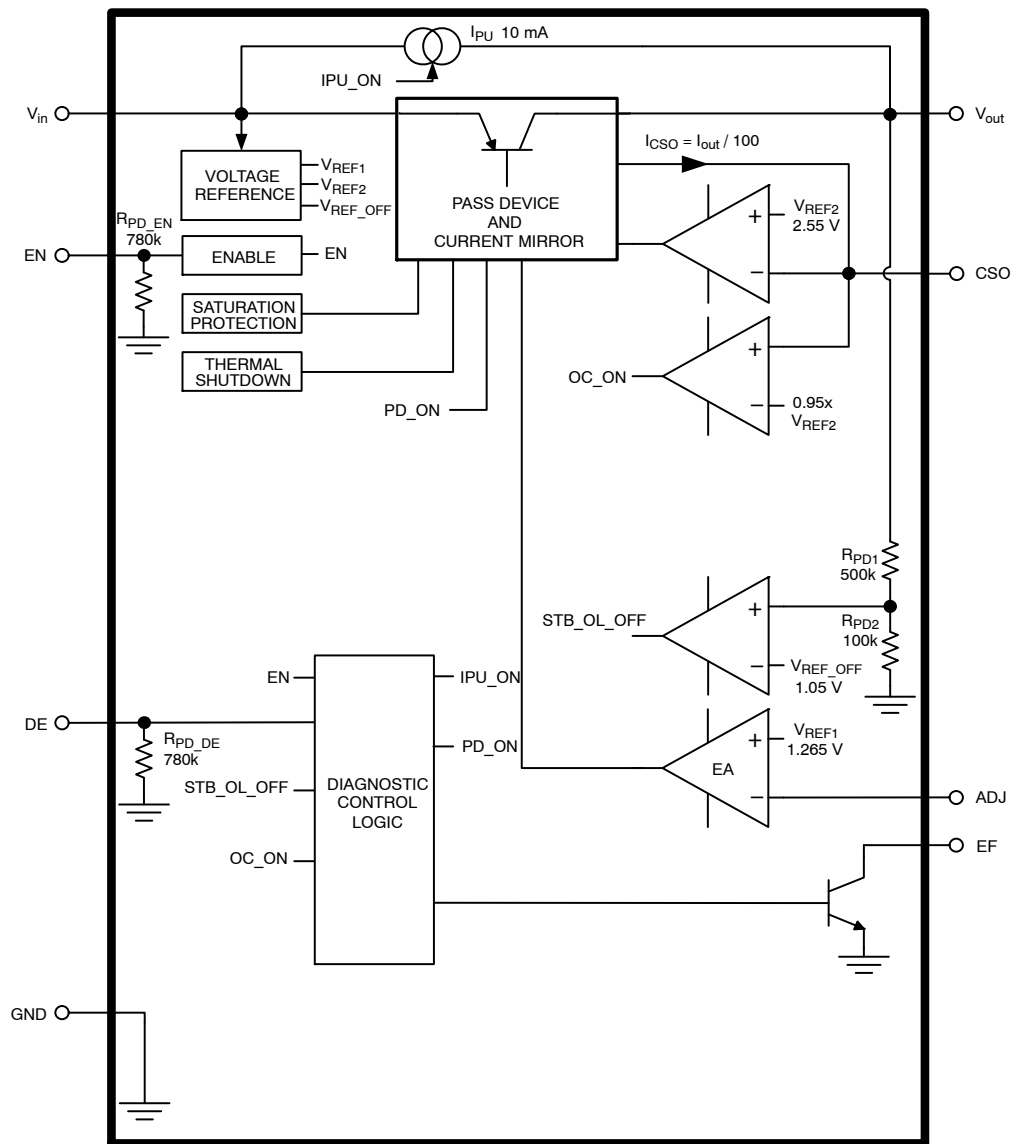 I_PU 10 mA
IPU_ON
V_in
V_out
I_CSO = I_out / 100
VOLTAGE
REFERENCE
V_REF1
V_REF2
V_REF_OFF
PASS DEVICE
AND
CURRENT MIRROR
+
V_REF2
2.55 V
−
R_PD_EN
780k
EN
ENABLE
EN
CSO
SATURATION
PROTECTION
THERMAL
SHUTDOWN
PD_ON
OC_ON
+
−
0.95x
V_REF2
R_PD1
500k
R_PD2
100k
STB_OL_OFF
+
−
V_REF_OFF
1.05 V
EN
IPU_ON
DE
R_PD_DE
780k
PD_ON
STB_OL_OFF
DIAGNOSTIC
CONTROL
LOGIC
OC_ON
EA
+
V_REF1
1.265 V
−
ADJ
EF
GND